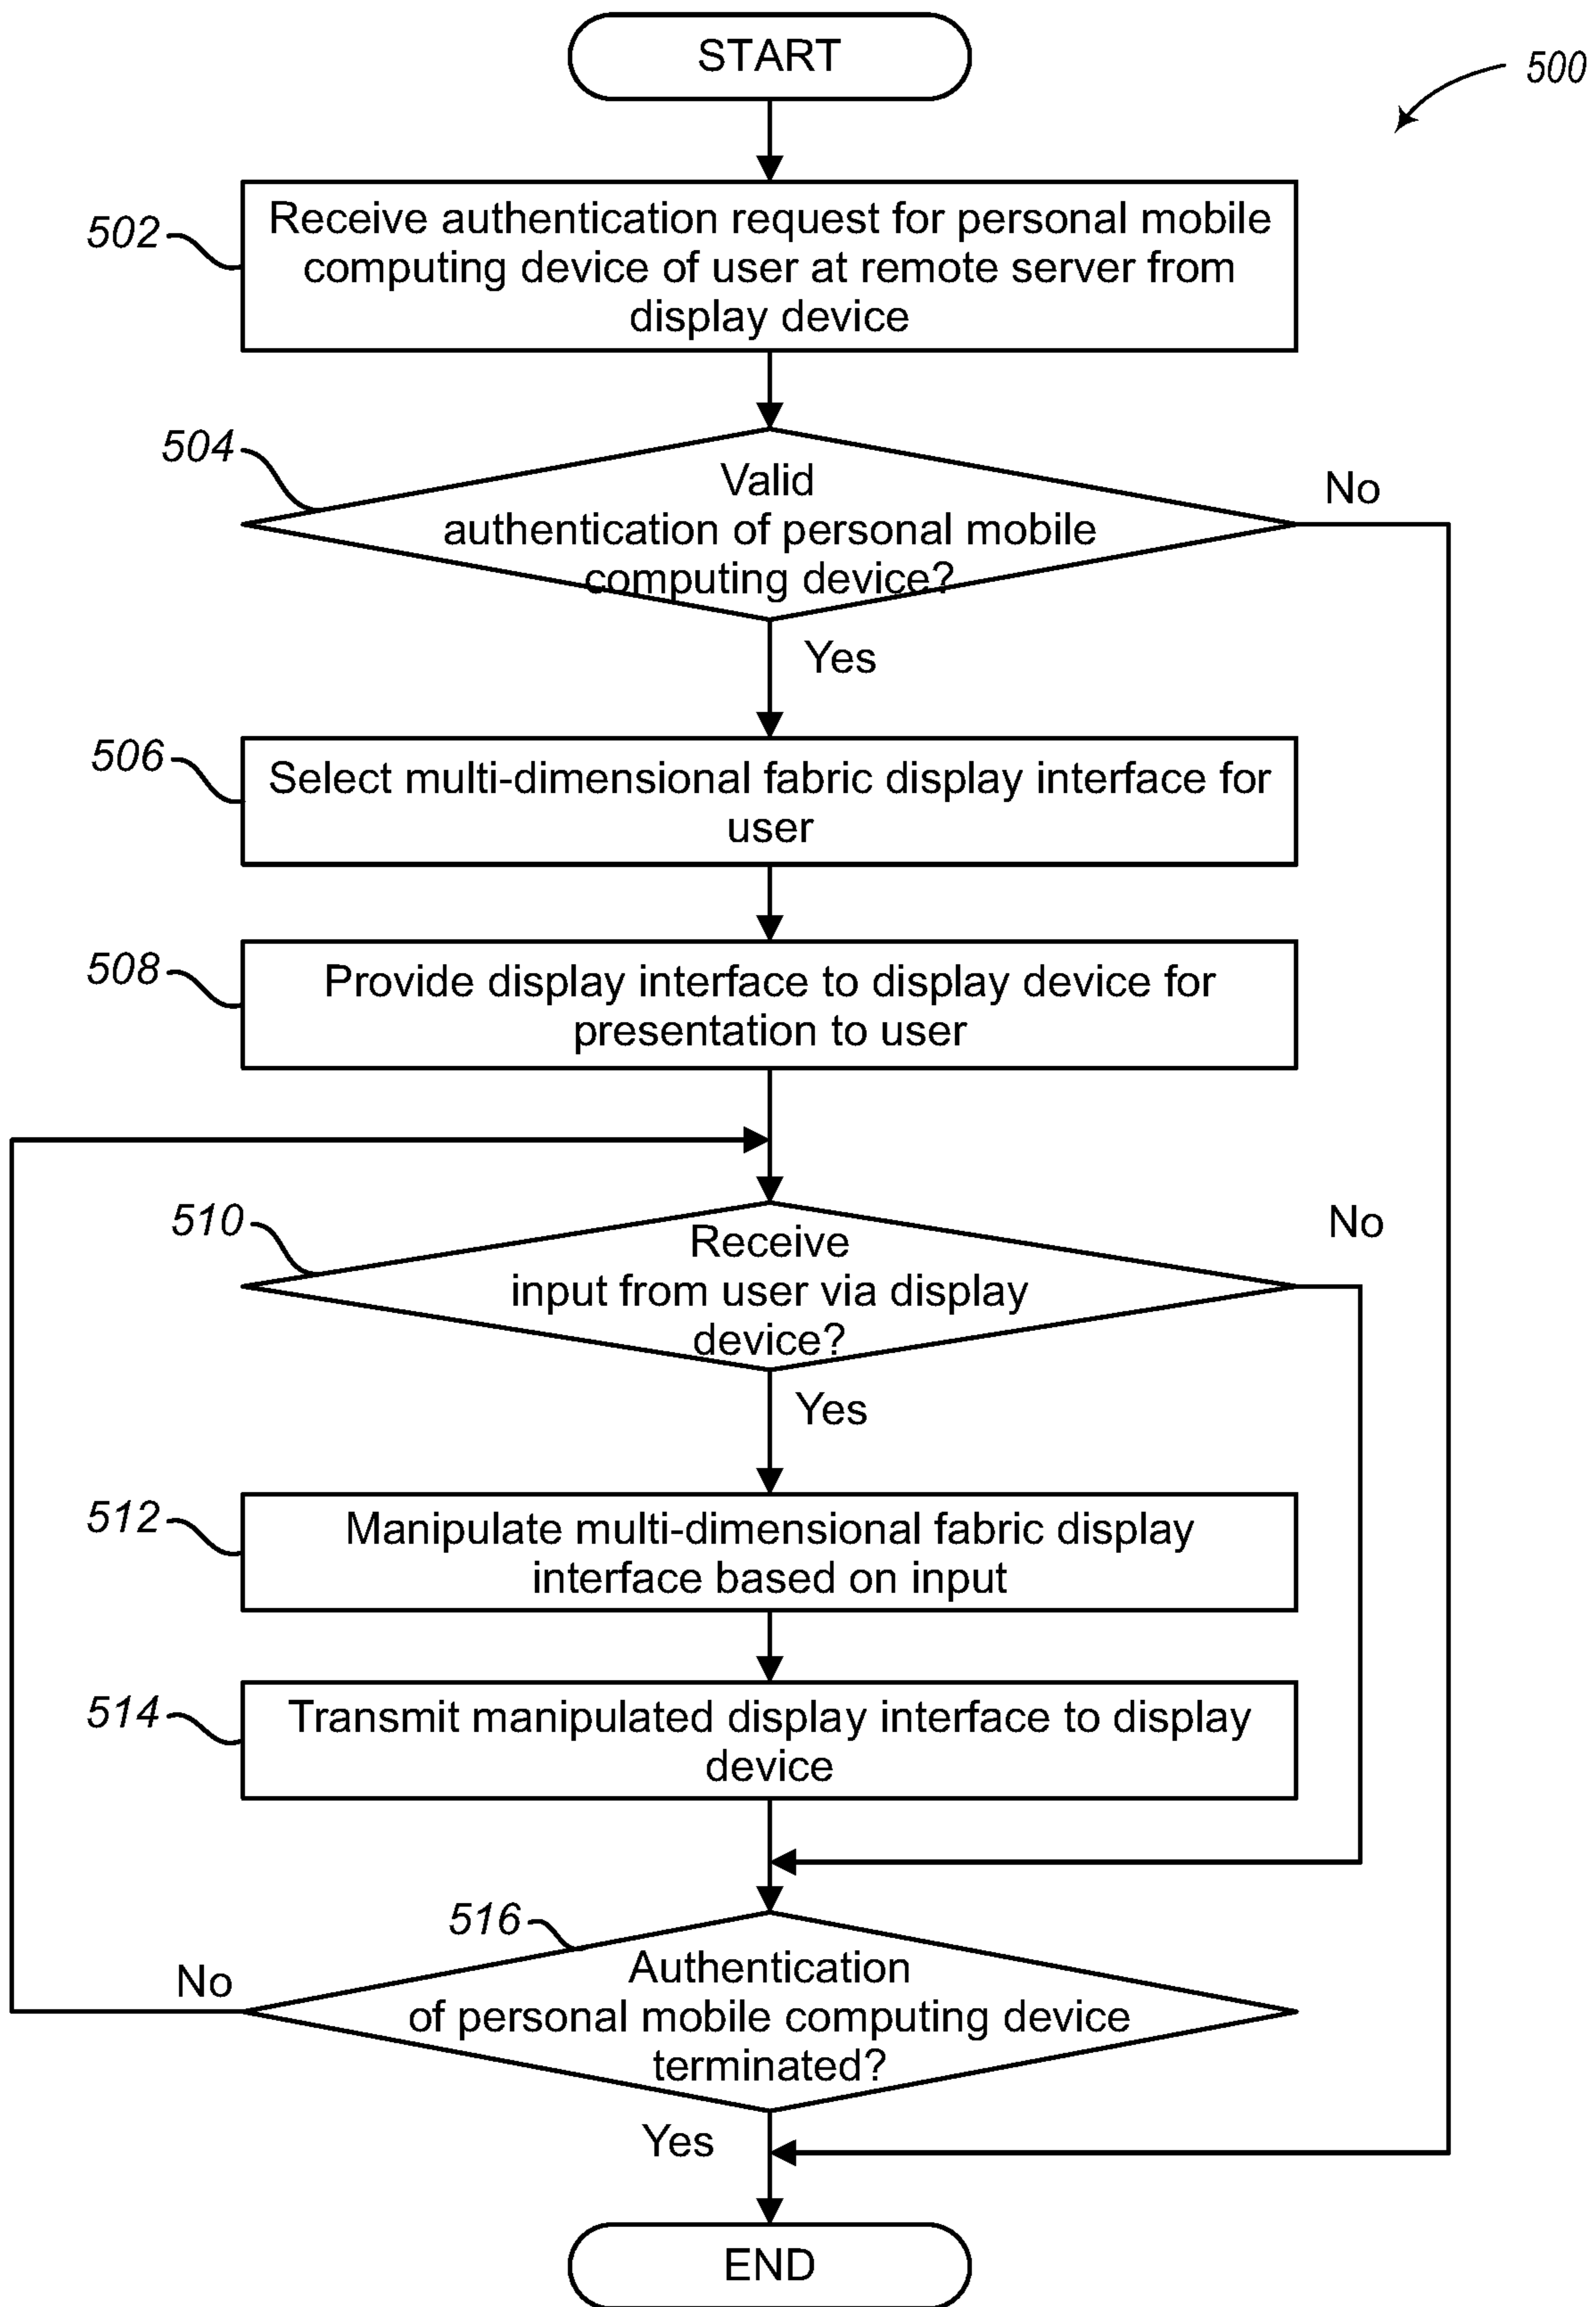 START
500
502
Receive authentication request for personal mobile
computing device of user at remote server from
display device
504
Valid
authentication of personal mobile
computing device?
No
Yes
506
Select multi-dimensional fabric display interface for
user
508
Provide display interface to display device for
presentation to user
510
Receive
input from user via display
device?
No
Yes
512
Manipulate multi-dimensional fabric display
interface based on input
514
Transmit manipulated display interface to display
device
516
Authentication
of personal mobile computing device
terminated?
No
Yes
END